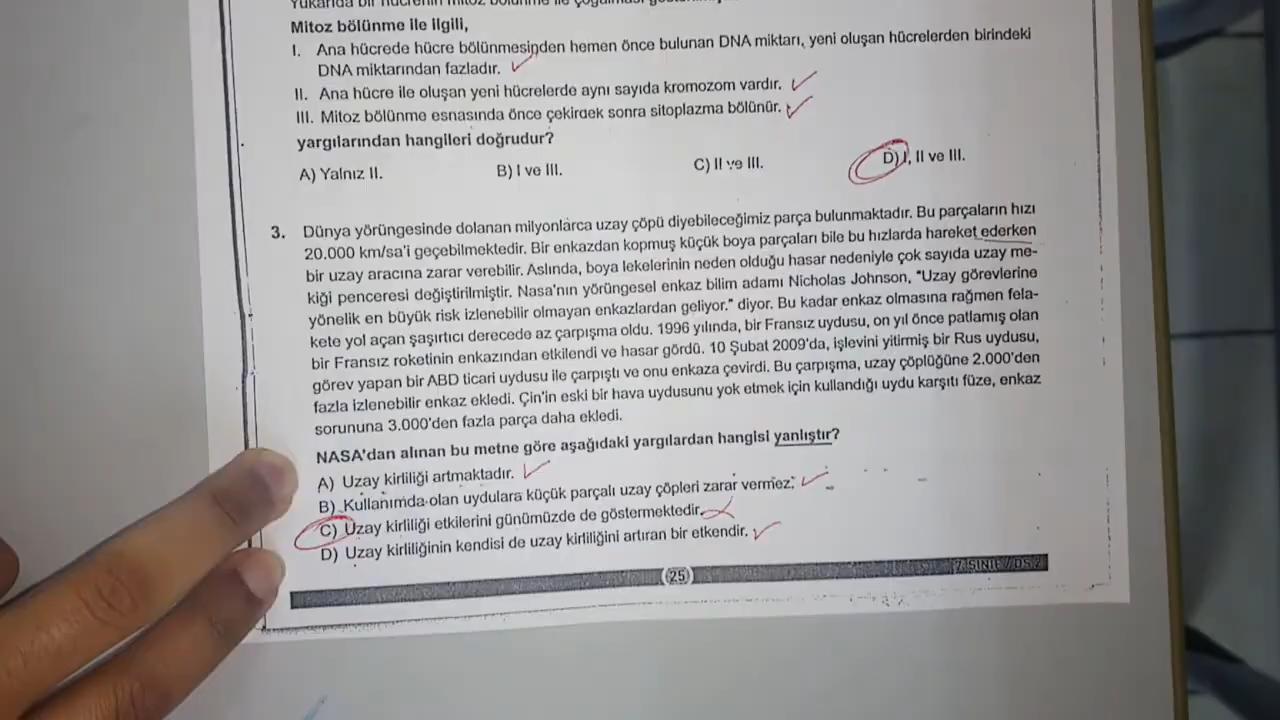 Yukarıda bir hücrenin mitoz bölünme ile çoğalması
Mitoz bölünme ile ilgili,
I. Ana hücrede hücre bölünmesinden hemen önce bulunan DNA miktarı, yeni oluşan hücrelerden birindeki
DNA miktarından fazladır.
II. Ana hücre ile oluşan yeni hücrelerde aynı sayıda kromozom vardır.
III. Mitoz bölünme esnasında önce çekirdek sonra sitoplazma bölünür.
yargılarından hangileri doğrudur?
A) Yalnız II. B) I ve III. C) II ve III. D) I, II ve III.
3. Dünya yörüngesinde dolanan milyonlarca uzay çöpü diyebileceğimiz parça bulunmaktadır. Bu parçaların hızı
20.000 km/sa'i geçebilmektedir. Bir enkazdan kopmuş küçük boya parçaları bile bu hızlarda hareket ederken
bir uzay aracına zarar verebilir. Aslında, boya lekelerinin neden olduğu hasar nedeniyle çok sayıda uzay me-
kiği penceresi değiştirilmiştir. Nasa'nın yörüngesel enkaz bilim adamı Nicholas Johnson, "Uzay görevlerine
yönelik en büyük risk izlenebilir olmayan enkazlardan geliyor." diyor. Bu kadar enkaz olmasına rağmen fela-
kete yol açan şaşırtıcı derecede az çarpışma oldu. 1996 yılında, bir Fransız uydusu, on yıl önce patlamış olan
bir Fransız roketinin enkazından etkilendi ve hasar gördü. 10 Şubat 2009'da, işlevini yitirmiş bir Rus uydusu,
görev yapan bir ABD ticari uydusu ile çarpıştı ve onu enkaza çevirdi. Bu çarpışma, uzay çöplüğüne 2.000'den
fazla izlenebilir enkaz ekledi. Çin'in eski bir hava uydusunu yok etmek için kullandığı uydu karşıtı füze, enkaz
sorununa 3.000'den fazla parça daha ekledi.
NASA'dan alınan bu metne göre aşağıdaki yargılardan hangisi yanlıştır?
A) Uzay kirliliği artmaktadır.
B) Kullanımda olan uydulara küçük parçalı uzay çöpleri zarar vermez.
C) Uzay kirliliği etkilerini günümüzde de göstermektedir.
D) Uzay kirliliğinin kendisi de uzay kirliliğini artıran bir etkendir.
25
7.SINIF / DS 2